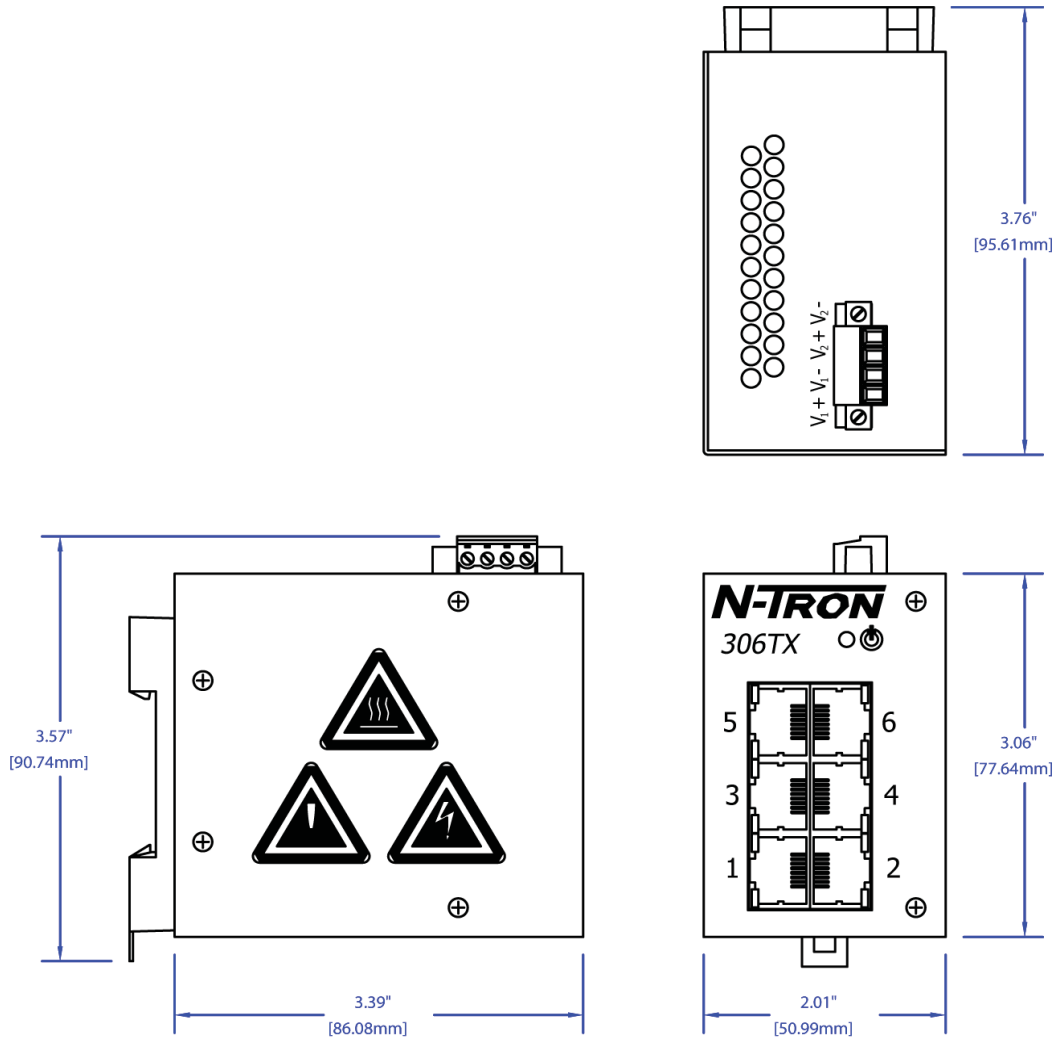 3.76"
[95.61mm]
V₁ + V₁ - V₂ + V₂ -
3.57"
[90.74mm]
3.39"
[86.08mm]
N-TRON
306TX
5
6
3
4
1
2
3.06"
[77.64mm]
2.01"
[50.99mm]